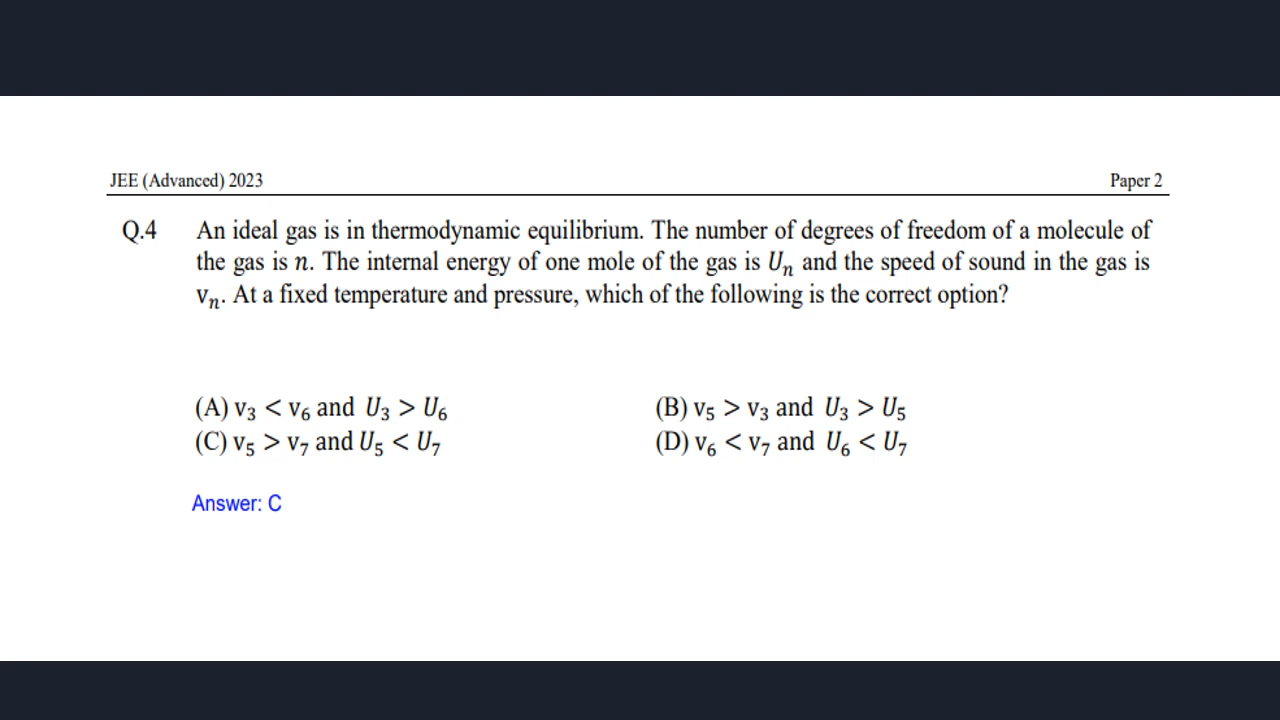 JEE (Advanced) 2023 Paper 2
Q.4 An ideal gas is in thermodynamic equilibrium. The number of degrees of freedom of a molecule of
the gas is n. The internal energy of one mole of the gas is Uₙ and the speed of sound in the gas is
vₙ. At a fixed temperature and pressure, which of the following is the correct option?
(A) v₃ < v₆ and U₃ > U₆ (B) v₅ > v₃ and U₃ > U₅
(C) v₅ > v₇ and U₅ < U₇ (D) v₆ < v₇ and U₆ < U₇
Answer: C